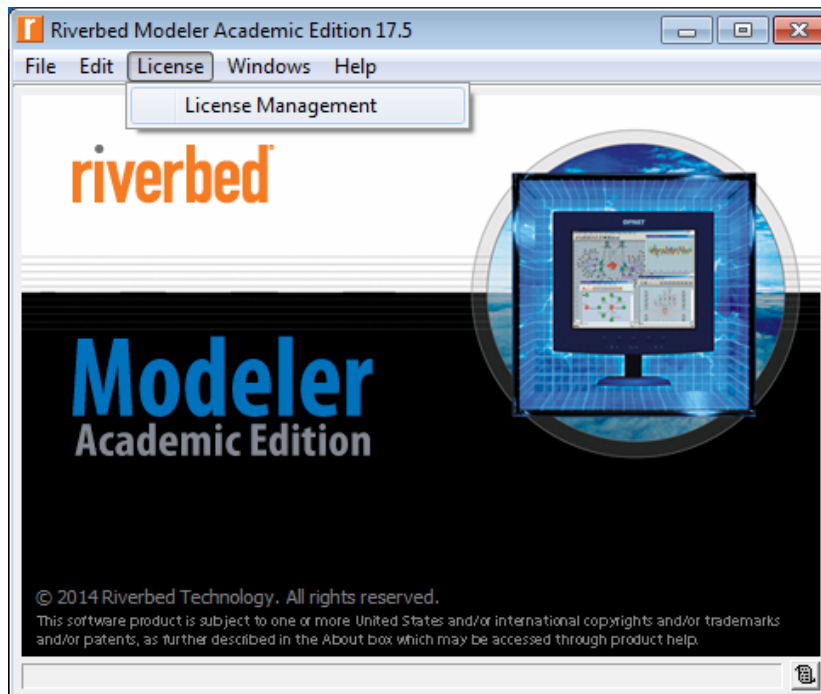 Riverbed Modeler Academic Edition 17.5
File Edit License Windows Help
License Management
riverbed
OPNET
Modeler
Academic Edition
© 2014 Riverbed Technology. All rights reserved.
This software product is subject to one or more United States and/or international copyrights and/or trademarks
and/or patents, as further described in the About box which may be accessed through product help.